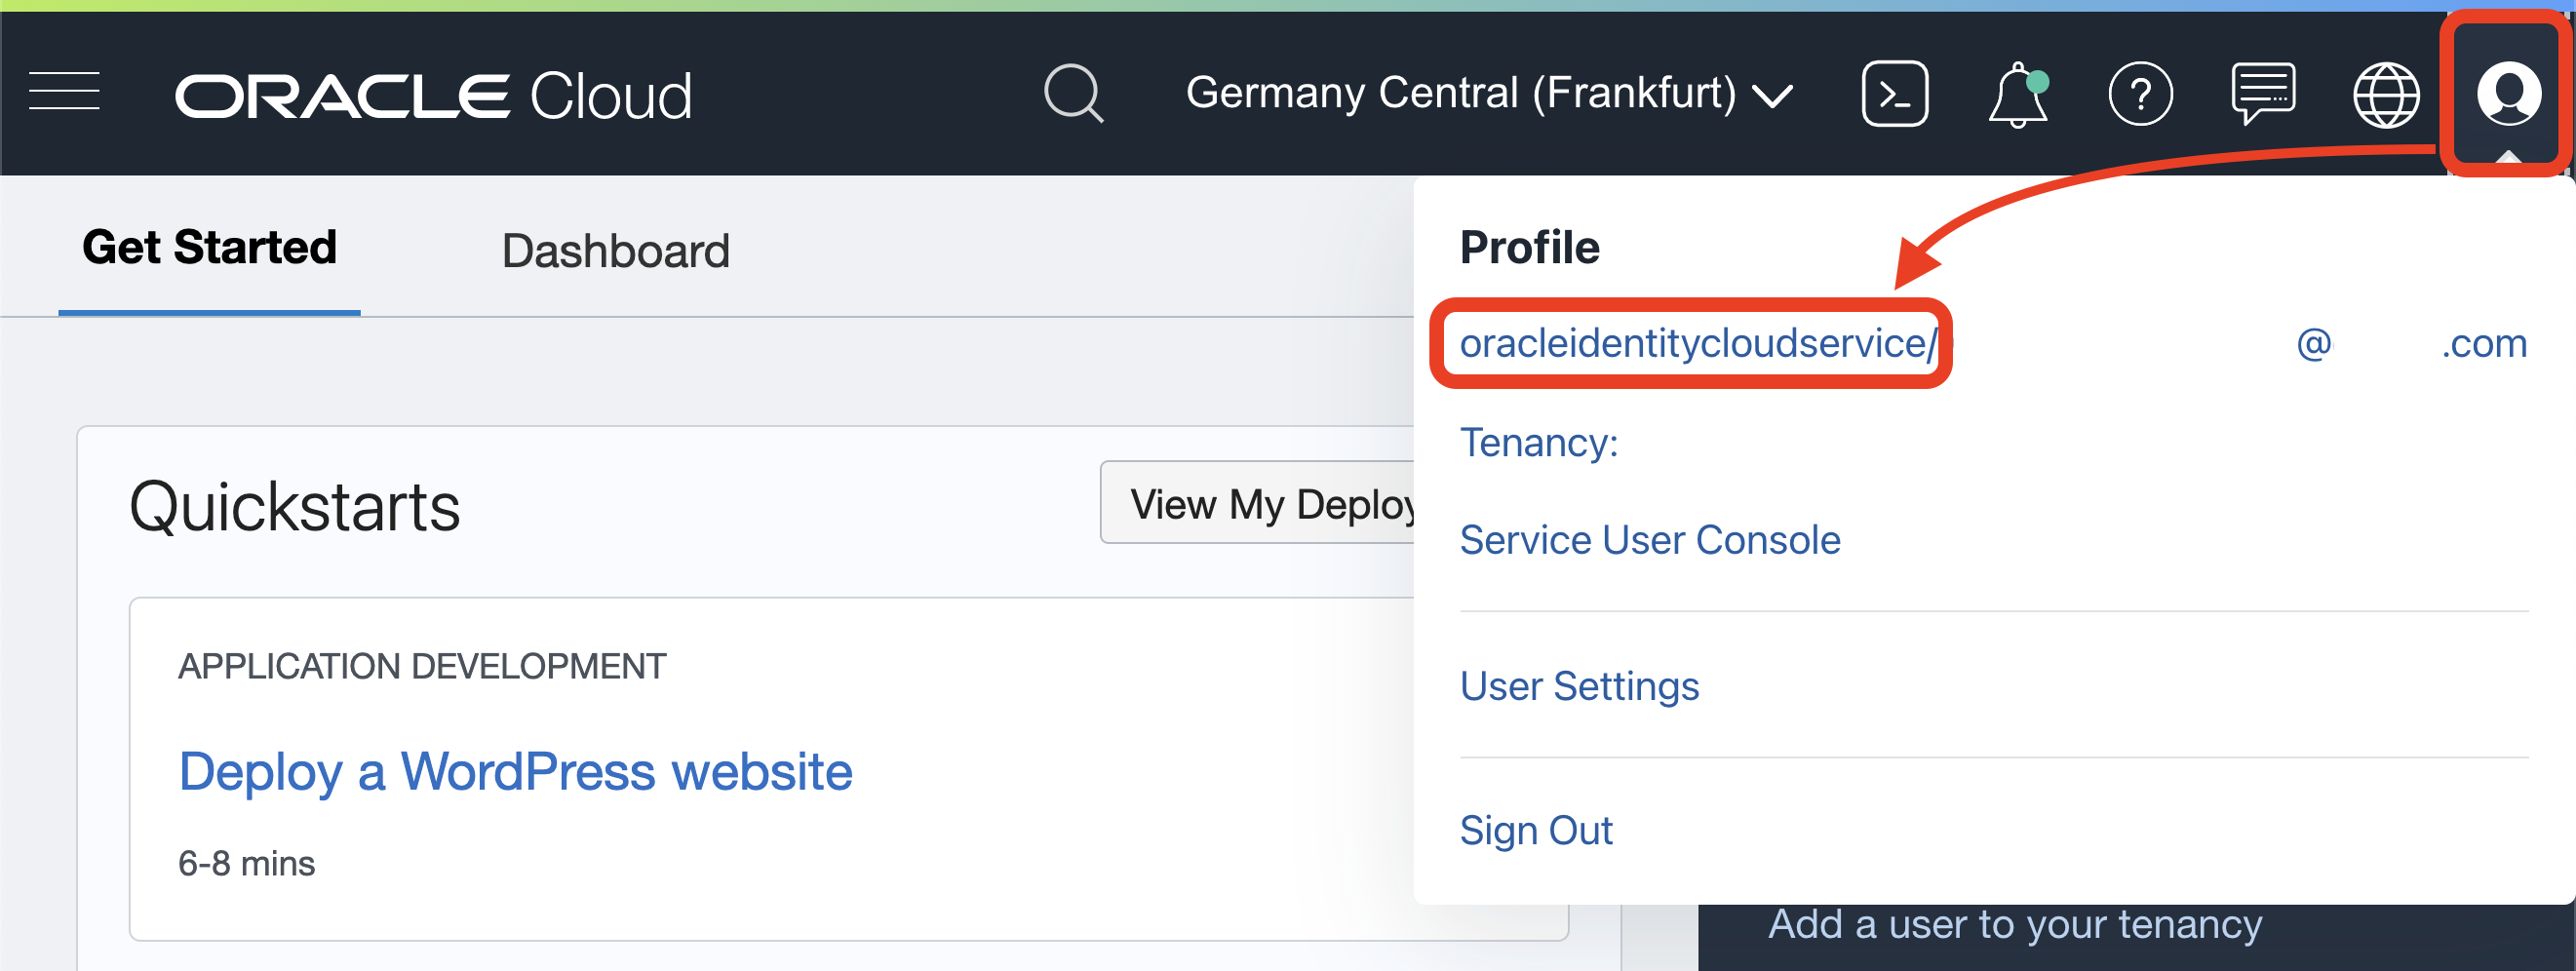 ORACLE Cloud
Germany Central (Frankfurt)
Get Started
Dashboard
Profile
oracleidentitycloudservice/ @ .com
Tenancy:
Service User Console
User Settings
Sign Out
Quickstarts
View My Deploy
APPLICATION DEVELOPMENT
Deploy a WordPress website
6-8 mins
Add a user to your tenancy